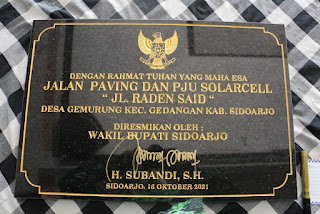 DENGAN RAHMAT TUHAN YANG MAHA ESA
JALAN PAVING DAN PJU SOLARCELL
“ JL. RADEN SAID ”
DESA GEMURUNG KEC. GEDANGAN KAB. SIDOARJO
DIRESMIKAN OLEH :
WAKIL BUPATI SIDOARJO
H. SUBANDI, S.H.
SIDOARJO, 16 OKTOBER 2021